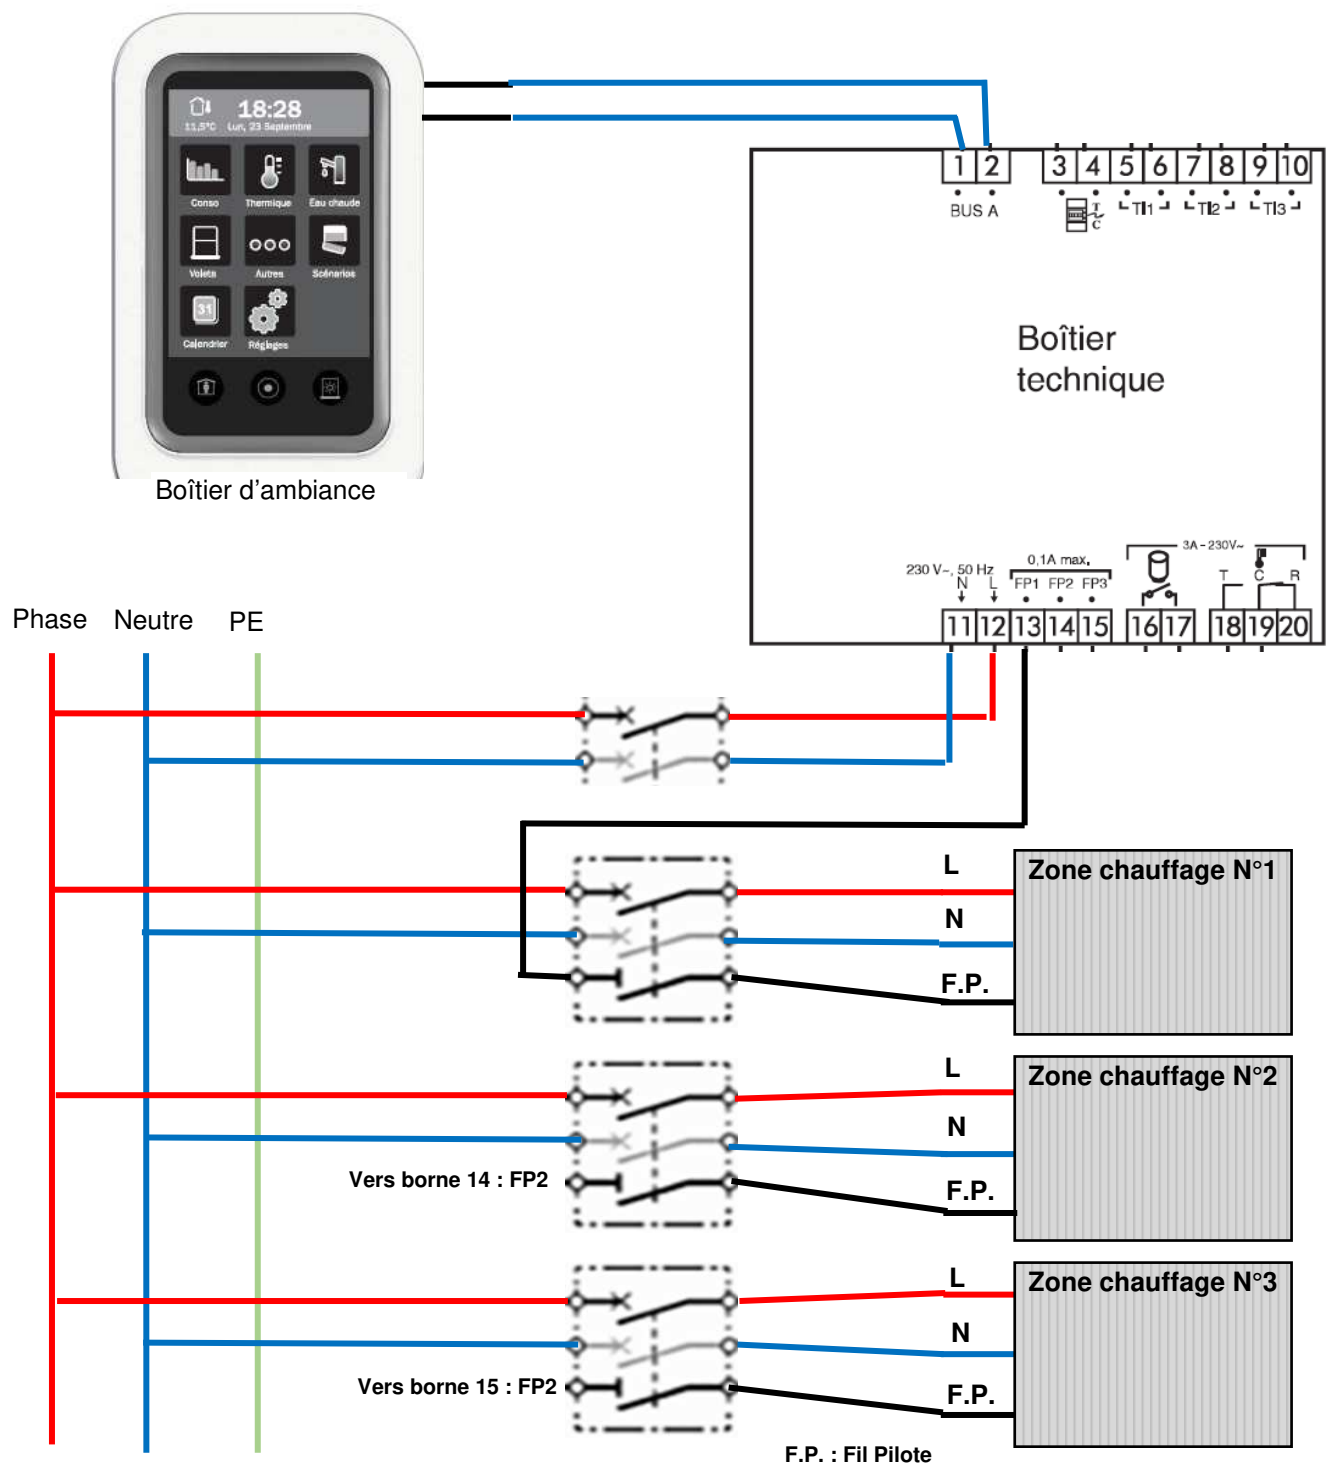 18:28
11,5°C Lun, 23 Septembre
Conso Thermique Eau chaude
Volets Autres Scénarios
31
Calendrier Réglages
Boîtier d'ambiance
1 2 3 4 5 6 7 8 9 10
BUS A T C TI1 TI2 TI3
Boîtier
technique
3A - 230V~
230 V~, 50 Hz 0,1A max,
N L FP1 FP2 FP3 T C R
11 12 13 14 15 16 17 18 19 20
Phase Neutre PE
L
Zone chauffage N°1
N
F.P.
L
Zone chauffage N°2
N
Vers borne 14 : FP2
F.P.
L
Zone chauffage N°3
N
Vers borne 15 : FP2
F.P.
F.P. : Fil Pilote